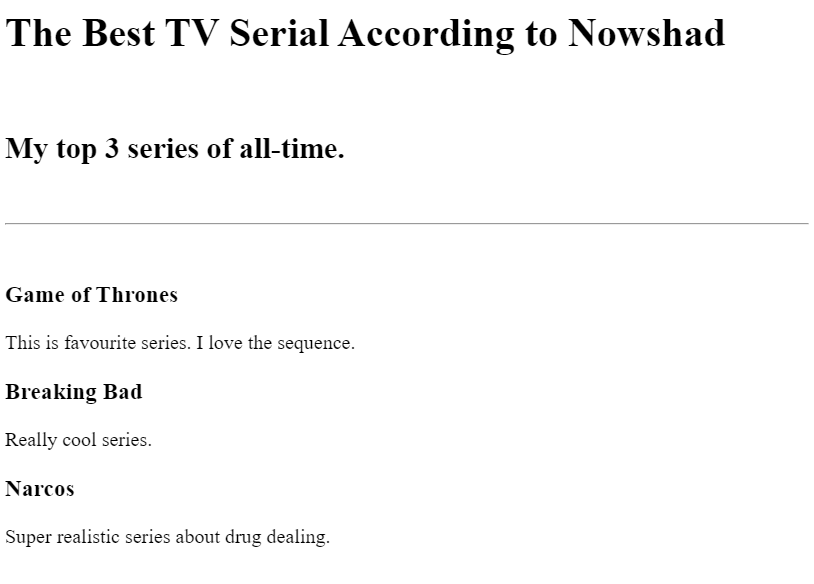 The Best TV Serial According to Nowshad
My top 3 series of all-time.
Game of Thrones
This is favourite series. I love the sequence.
Breaking Bad
Really cool series.
Narcos
Super realistic series about drug dealing.